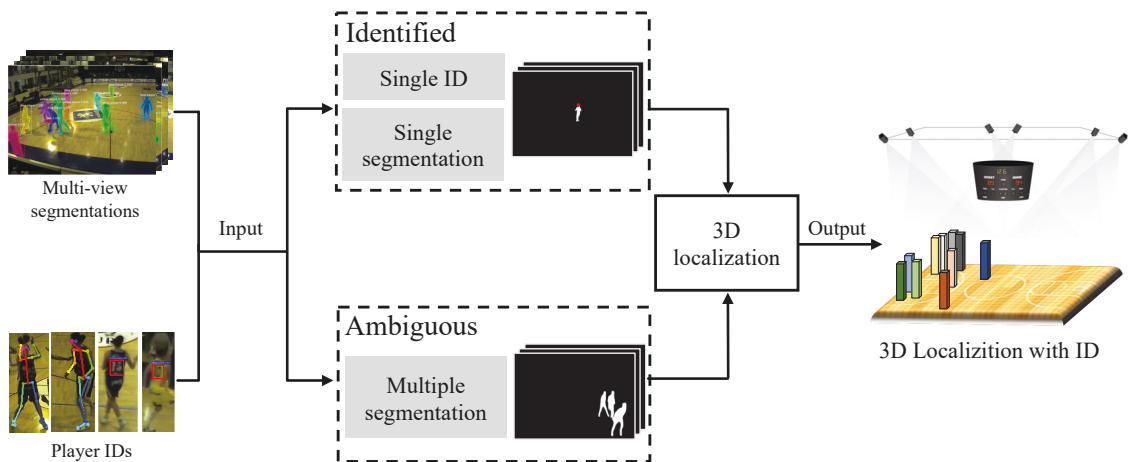 Multi-view
segmentations
Player IDs
Input
Identified
Single ID
Single
segmentation
Ambiguous
Multiple
segmentation
3D
localization
Output
3D Localizition with ID